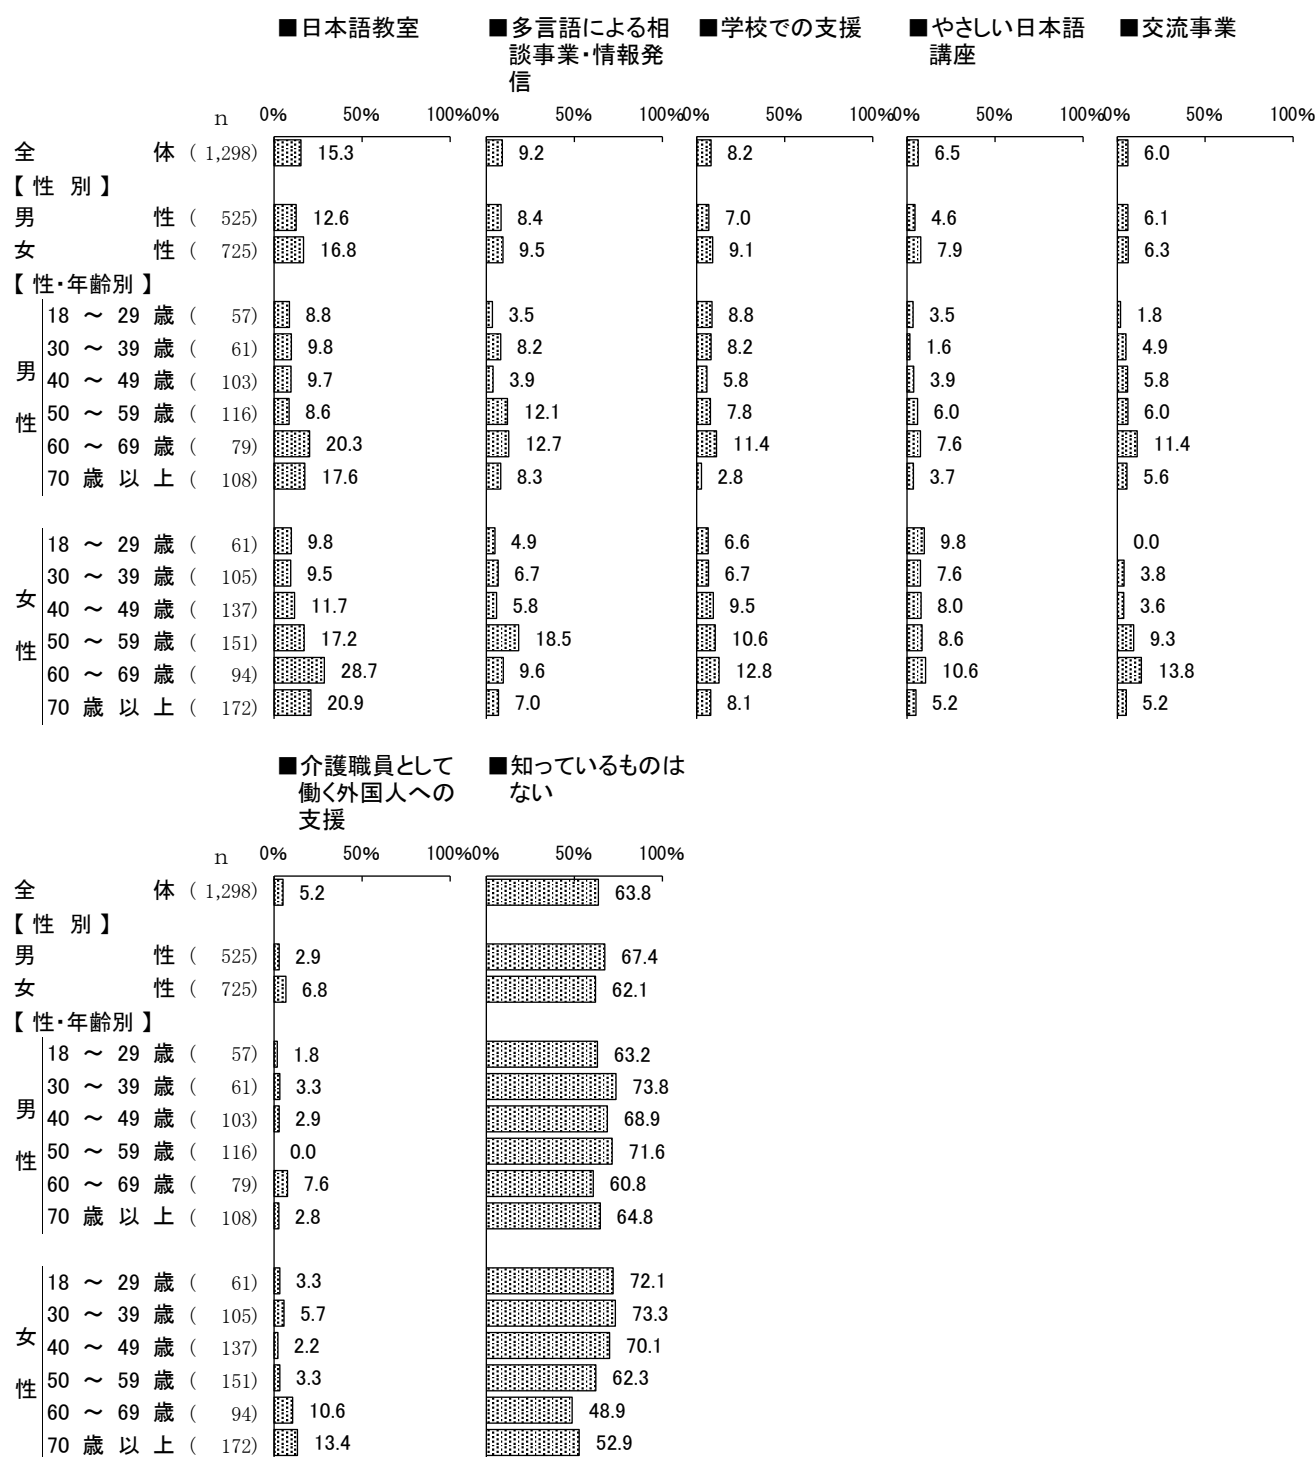 ■日本語教室 ■多言語による相談事業・情報発信 ■学校での支援 ■やさしい日本語講座 ■交流事業
n 0% 50% 100% 0% 50% 100% 0% 50% 100% 0% 50% 100% 0% 50% 100%
全体 ( 1,298) 15.3 9.2 8.2 6.5 6.0
【 性 別 】
男性 ( 525) 12.6 8.4 7.0 4.6 6.1
女性 ( 725) 16.8 9.5 9.1 7.9 6.3
【 性・年齢別 】
男性
18 ～ 29 歳 ( 57) 8.8 3.5 8.8 3.5 1.8
30 ～ 39 歳 ( 61) 9.8 8.2 8.2 1.6 4.9
40 ～ 49 歳 ( 103) 9.7 3.9 5.8 3.9 5.8
50 ～ 59 歳 ( 116) 8.6 12.1 7.8 6.0 6.0
60 ～ 69 歳 ( 79) 20.3 12.7 11.4 7.6 11.4
70 歳 以 上 ( 108) 17.6 8.3 2.8 3.7 5.6
女性
18 ～ 29 歳 ( 61) 9.8 4.9 6.6 9.8 0.0
30 ～ 39 歳 ( 105) 9.5 6.7 6.7 7.6 3.8
40 ～ 49 歳 ( 137) 11.7 5.8 9.5 8.0 3.6
50 ～ 59 歳 ( 151) 17.2 18.5 10.6 8.6 9.3
60 ～ 69 歳 ( 94) 28.7 9.6 12.8 10.6 13.8
70 歳 以 上 ( 172) 20.9 7.0 8.1 5.2 5.2
■介護職員として働く外国人への支援 ■知っているものはない
n 0% 50% 100% 0% 50% 100%
全体 ( 1,298) 5.2 63.8
【 性 別 】
男性 ( 525) 2.9 67.4
女性 ( 725) 6.8 62.1
【 性・年齢別 】
男性
18 ～ 29 歳 ( 57) 1.8 63.2
30 ～ 39 歳 ( 61) 3.3 73.8
40 ～ 49 歳 ( 103) 2.9 68.9
50 ～ 59 歳 ( 116) 0.0 71.6
60 ～ 69 歳 ( 79) 7.6 60.8
70 歳 以 上 ( 108) 2.8 64.8
女性
18 ～ 29 歳 ( 61) 3.3 72.1
30 ～ 39 歳 ( 105) 5.7 73.3
40 ～ 49 歳 ( 137) 2.2 70.1
50 ～ 59 歳 ( 151) 3.3 62.3
60 ～ 69 歳 ( 94) 10.6 48.9
70 歳 以 上 ( 172) 13.4 52.9